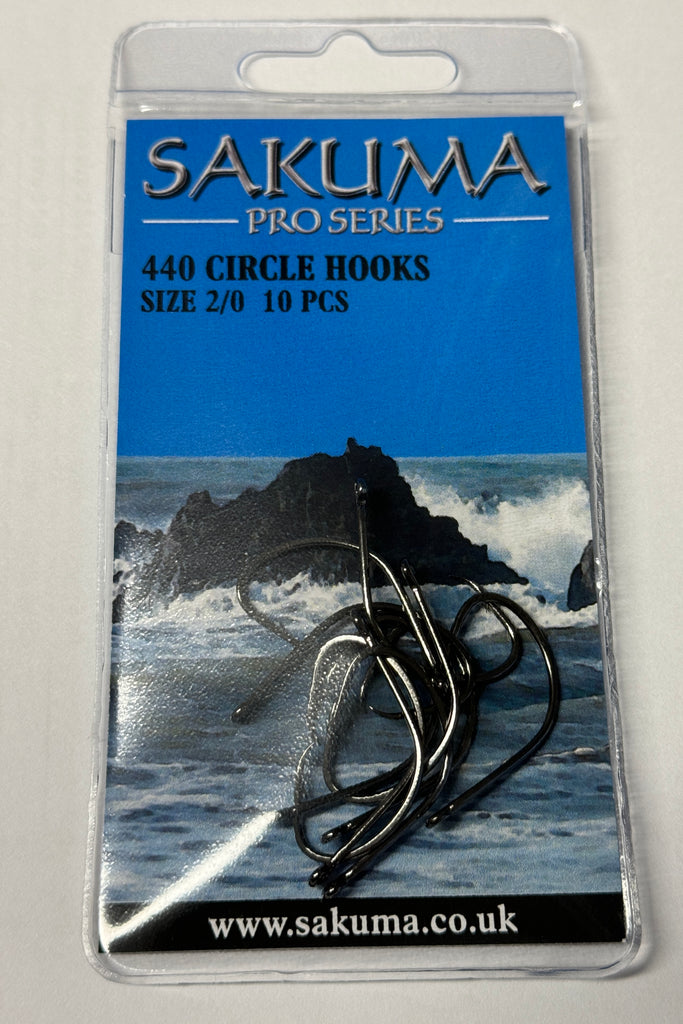 SAKUMA
PRO SERIES
440 CIRCLE HOOKS
SIZE 2/0 10 PCS
www.sakuma.co.uk